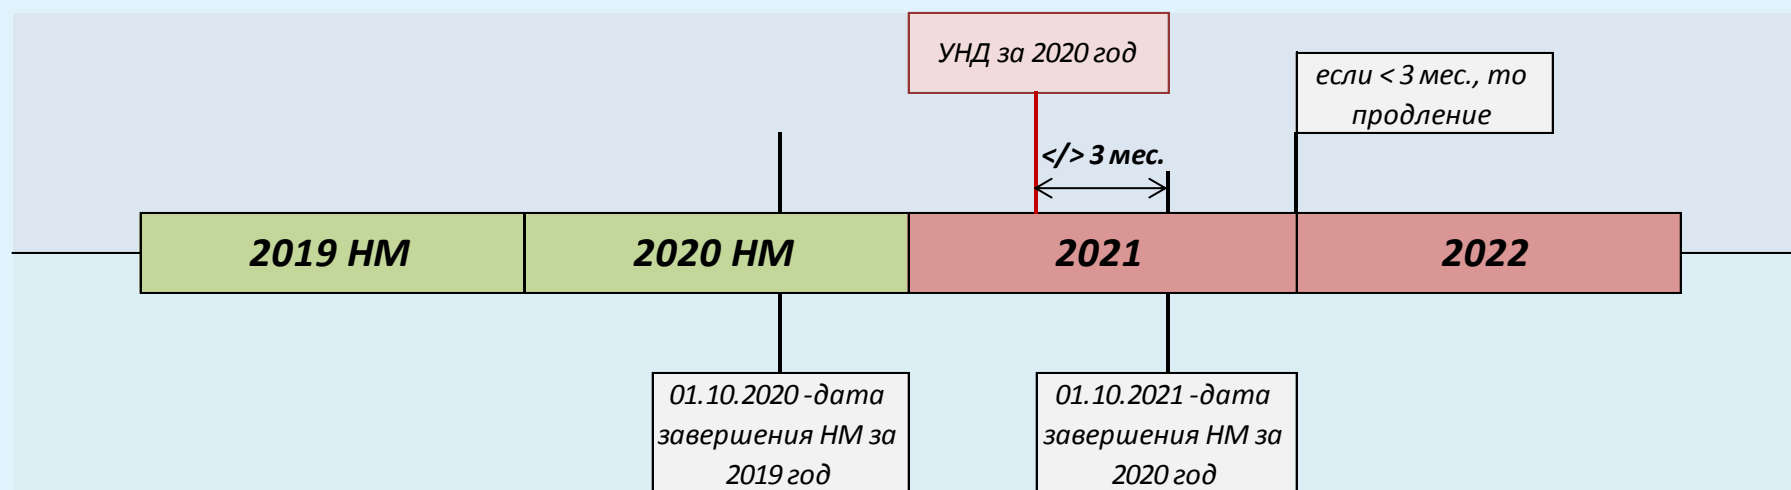 УНД за 2020 год
если < 3 мес., то
продление
</> 3 мес.
2019 НМ
2020 НМ
2021
2022
01.10.2020 -дата
завершения НМ за
2019 год
01.10.2021 -дата
завершения НМ за
2020 год